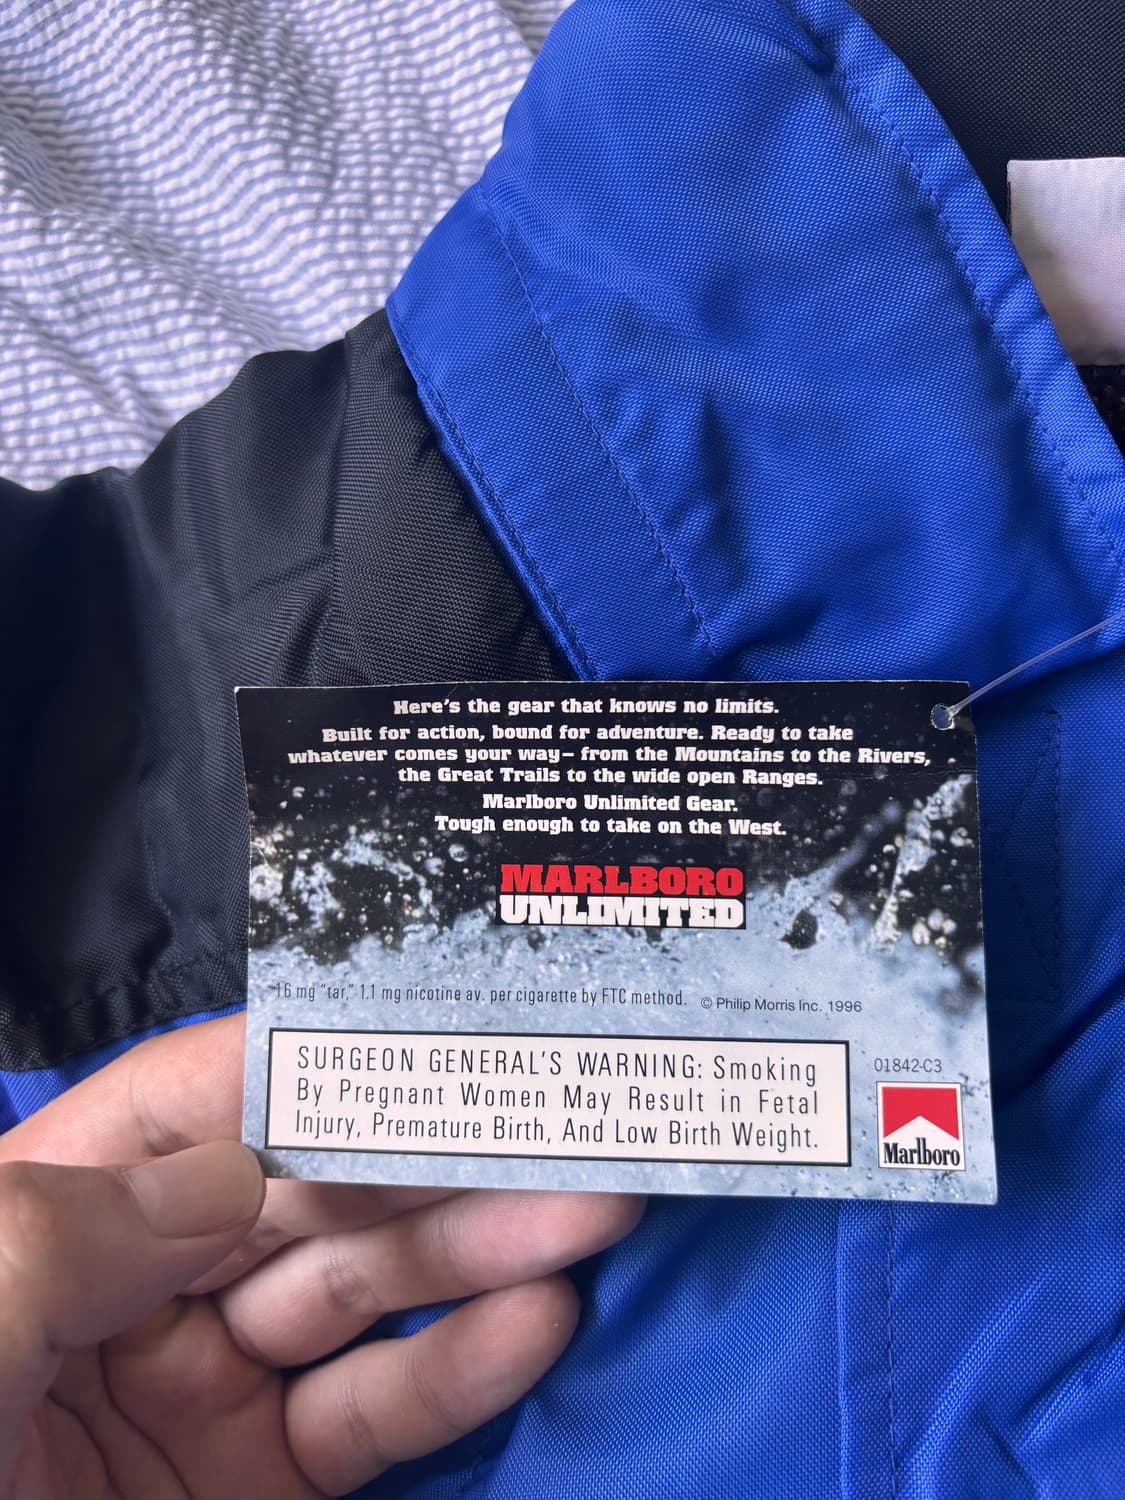 Here's the gear that knows no limits.
Built for action, bound for adventure. Ready to take
whatever comes your way– from the Mountains to the Rivers,
the Great Trails to the wide open Ranges.
Marlboro Unlimited Gear.
Tough enough to take on the West.
MARLBORO
UNLIMITED
16 mg "tar," 1.1 mg nicotine av. per cigarette by FTC method. © Philip Morris Inc. 1996
SURGEON GENERAL'S WARNING: Smoking
By Pregnant Women May Result in Fetal
Injury, Premature Birth, And Low Birth Weight.
01842-C3
Marlboro